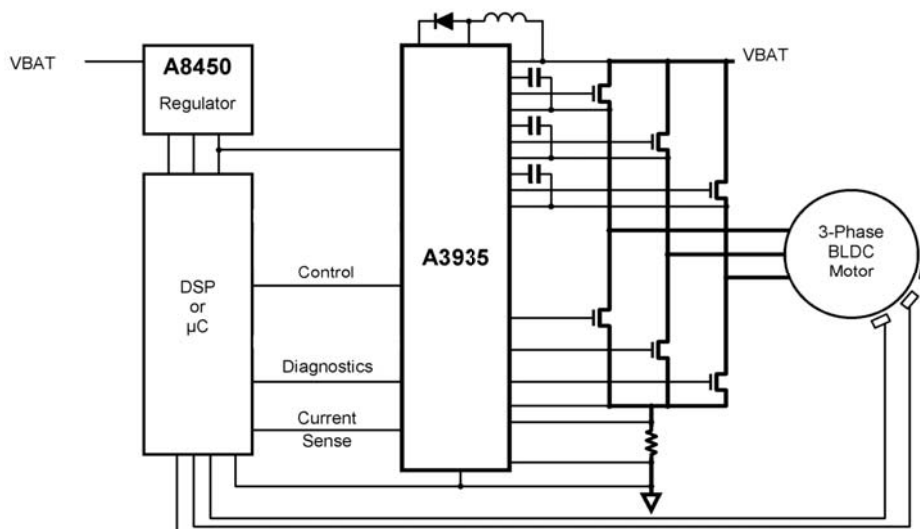 VBAT
A8450
Regulator
VBAT
A3935
3-Phase
BLDC
Motor
DSP
or
µC
Control
Diagnostics
Current
Sense